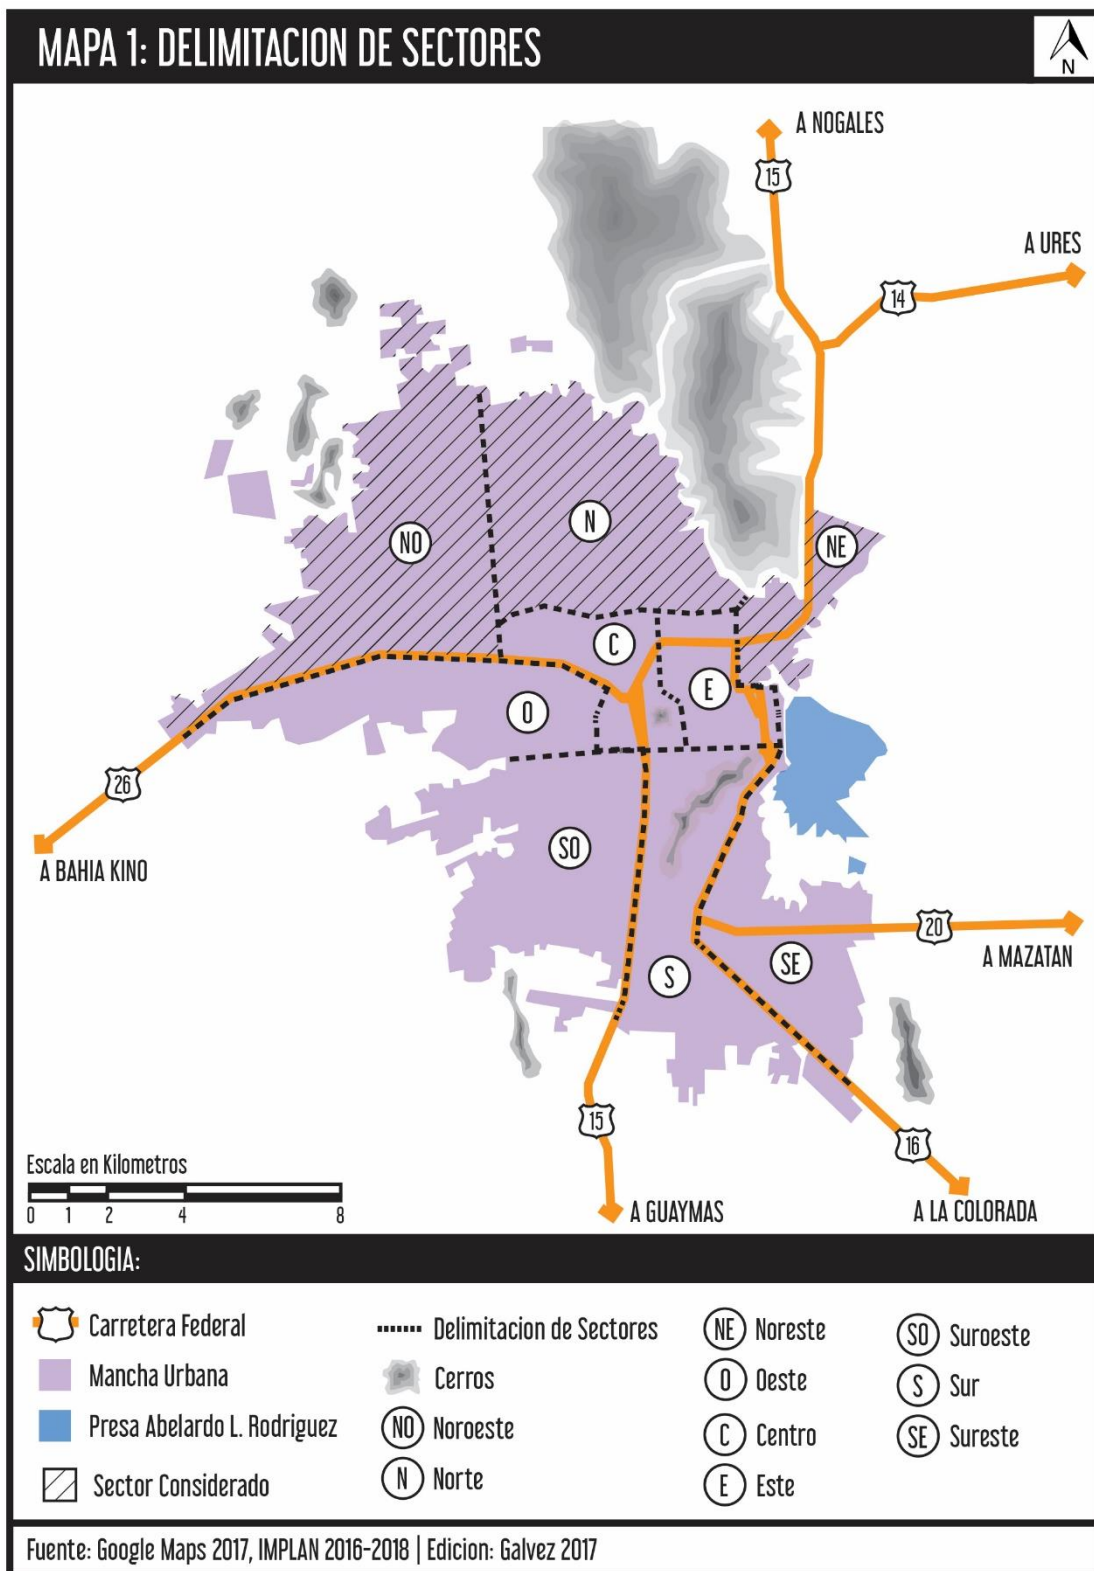 MAPA 1: DELIMITACION DE SECTORES
N
A NOGALES
15
A URES
14
N
NO
NE
C
E
O
26
A BAHIA KINO
SO
20
A MAZATAN
SE
S
15
16
A GUAYMAS
A LA COLORADA
Escala en Kilometros
0 1 2 4 8
SIMBOLOGIA:
Carretera Federal
Mancha Urbana
Presa Abelardo L. Rodriguez
Sector Considerado
Delimitacion de Sectores
Cerros
NO Noroeste
N Norte
NE Noreste
O Oeste
C Centro
E Este
SO Suroeste
S Sur
SE Sureste
Fuente: Google Maps 2017, IMPLAN 2016-2018 | Edicion: Galvez 2017